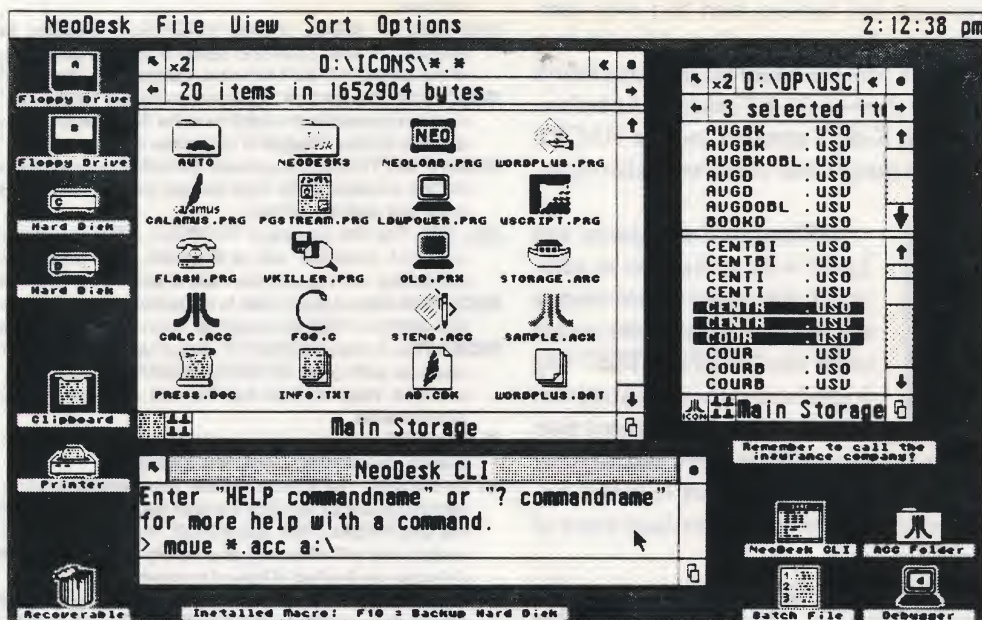 NeoDesk File View Sort Options 2:12:38 pm
A
Floppy Drive
B
Floppy Drive
C
Hard Disk
D
Hard Disk
Clipboard
Printer
Recoverable
x2 D:\ICONS\*.*
20 items in 1652904 bytes
AUTO NEODESK3 NEOLOAD.PRG WORDPLUS.PRG
NEO
calamus
CALAMUS.PRG PGSTREAM.PRG LDWPOWER.PRG USCRIPT.PRG
FLASH.PRG VKILLER.PRG OLD.PRX STORAGE.ARC
CALC.ACC FOO.C STENO.ACC SAMPLE.ACX
PRESS.DOC INFO.TXT AD.CDK WORDPLUS.DAT
Main Storage
x2 D:\DP\USC
3 selected ite
AVGBK .USO
AVGBK .USV
AVGBKOBL.USV
AVGD .USO
AVGD .USV
AVGDOBL .USV
BOOKD .USO
CENTBI .USO
CENTBI .USV
CENTI .USO
CENTI .USV
CENTR .USO
CENTR .USV
COUR .USO
COUR .USV
COURB .USO
COURB .USV
ICON Main Storage
NeoDesk CLI
Enter "HELP commandname" or "? commandname"
for more help with a command.
> move *.acc a:\
Remember to call the
insurance company!
NeoDesk CLI ACC Folder
Batch File Debugger
Installed Macro: F10 = Backup Hard Disk